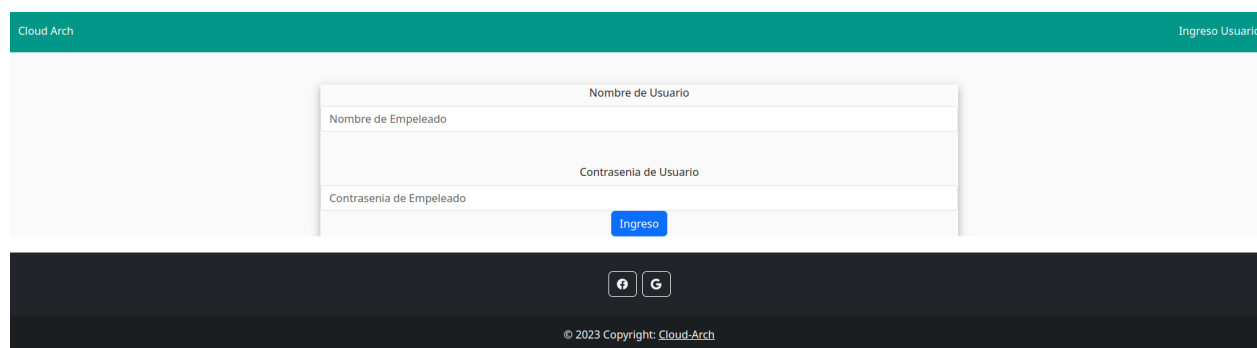 Cloud Arch
Ingreso Usuario
Nombre de Usuario
Nombre de Empeleado
Contrasenia de Usuario
Contrasenia de Empeleado
Ingreso
G
© 2023 Copyright: Cloud-Arch